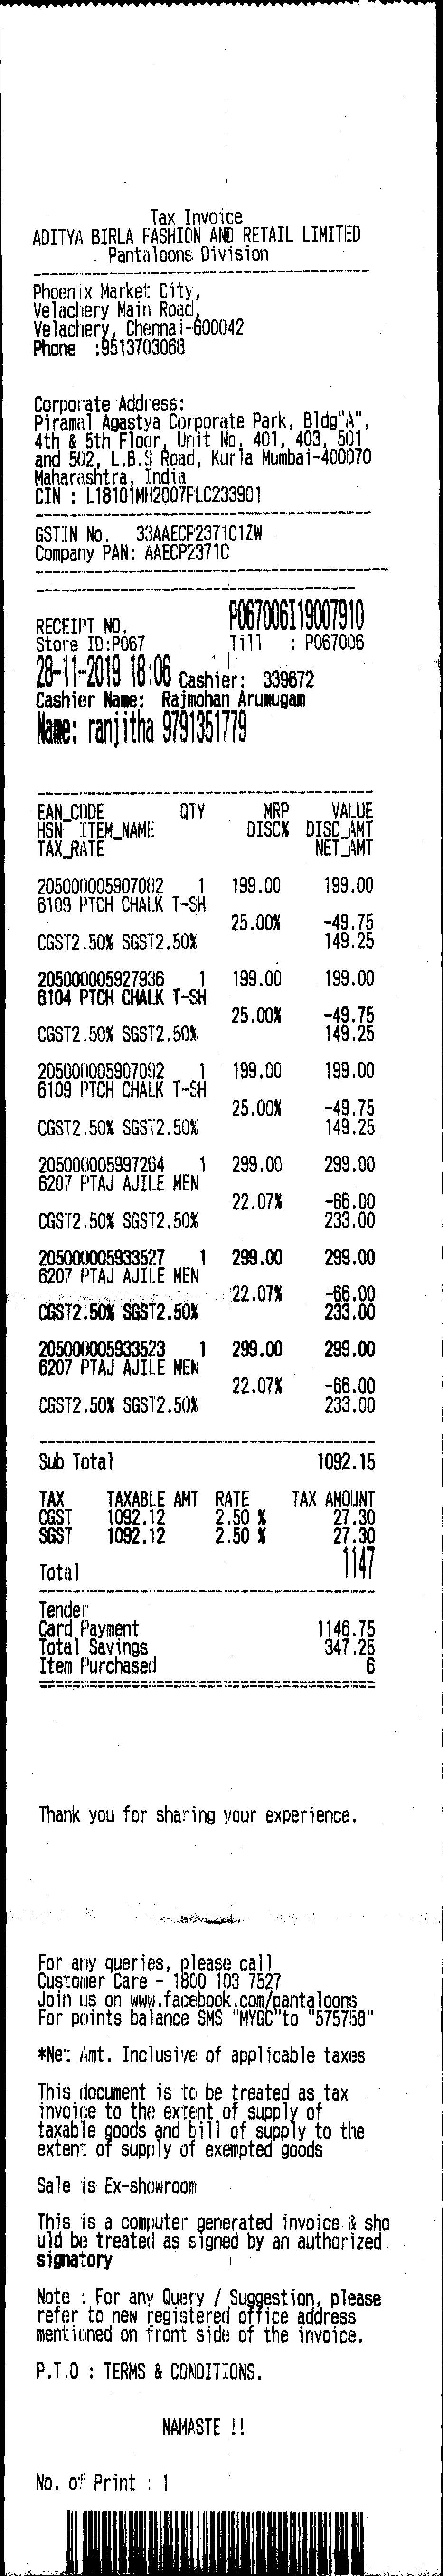 Tax Invoice
ADITYA BIRLA FASHION AND RETAIL LIMITED
Pantaloons Division
Phoenix Market City,
Velachery Main Road,
Velachery, Chennai-600042
Phone :9513703068
Corporate Address:
Piramal Agastya Corporate Park, Bldg"A",
4th & 5th Floor, Unit No. 401, 403, 501
and 502, L.B.S Road, Kurla Mumbai-400070
Maharashtra, India
CIN : L18101MH2007PLC233901
GSTIN No. 33AAECP2371C1ZW
Company PAN: AAECP2371C
RECEIPT NO. P067006I19007910
Store ID:P067 Till : P067006
28-11-2019 18:06 Cashier: 339672
Cashier Name: Rajmohan Arumugam
Name: ranjitha 9791351779
EAN_CODE QTY MRP VALUE
HSN ITEM_NAME DISC% DISC_AMT
TAX_RATE NET_AMT
2050000005907082 1 199.00 199.00
6109 PTCH CHALK T-SH
25.00% -49.75
CGST2.50% SGST2.50% 149.25
205000005927936 1 199.00 199.00
6104 PTCH CHALK T-SH
25.00% -49.75
CGST2.50% SGST2.50% 149.25
2050000005907092 1 199.00 199.00
6109 PTCH CHALK T-SH
25.00% -49.75
CGST2.50% SGST2.50% 149.25
205000005997264 1 299.00 299.00
6207 PTAJ AJILE MEN
22.07% -66.00
CGST2.50% SGST2.50% 233.00
205000005933527 1 299.00 299.00
6207 PTAJ AJILE MEN
22.07% -66.00
CGST2.50% SGST2.50% 233.00
205000005933523 1 299.00 299.00
6207 PTAJ AJILE MEN
22.07% -66.00
CGST2.50% SGST2.50% 233.00
Sub Total 1092.15
TAX TAXABLE AMT RATE TAX AMOUNT
CGST 1092.12 2.50 % 27.30
SGST 1092.12 2.50 % 27.30
Total 1147
Tender
Card Payment 1146.75
Total Savings 347.25
Item Purchased 6
Thank you for sharing your experience.
For any queries, please call
Customer Care - 1800 103 7527
Join us on www.facebook.com/pantaloons
For points balance SMS "MYGC"to "575758"
*Net Amt. Inclusive of applicable taxes
This document is to be treated as tax
invoice to the extent of supply of
taxable goods and bill of supply to the
extent of supply of exempted goods
Sale is Ex-showroom
This is a computer generated invoice & sho
uld be treated as signed by an authorized
signatory
Note : For any Query / Suggestion, please
refer to new registered office address
mentioned on front side of the invoice.
P.T.O : TERMS & CONDITIONS.
NAMASTE !!
No. of Print : 1